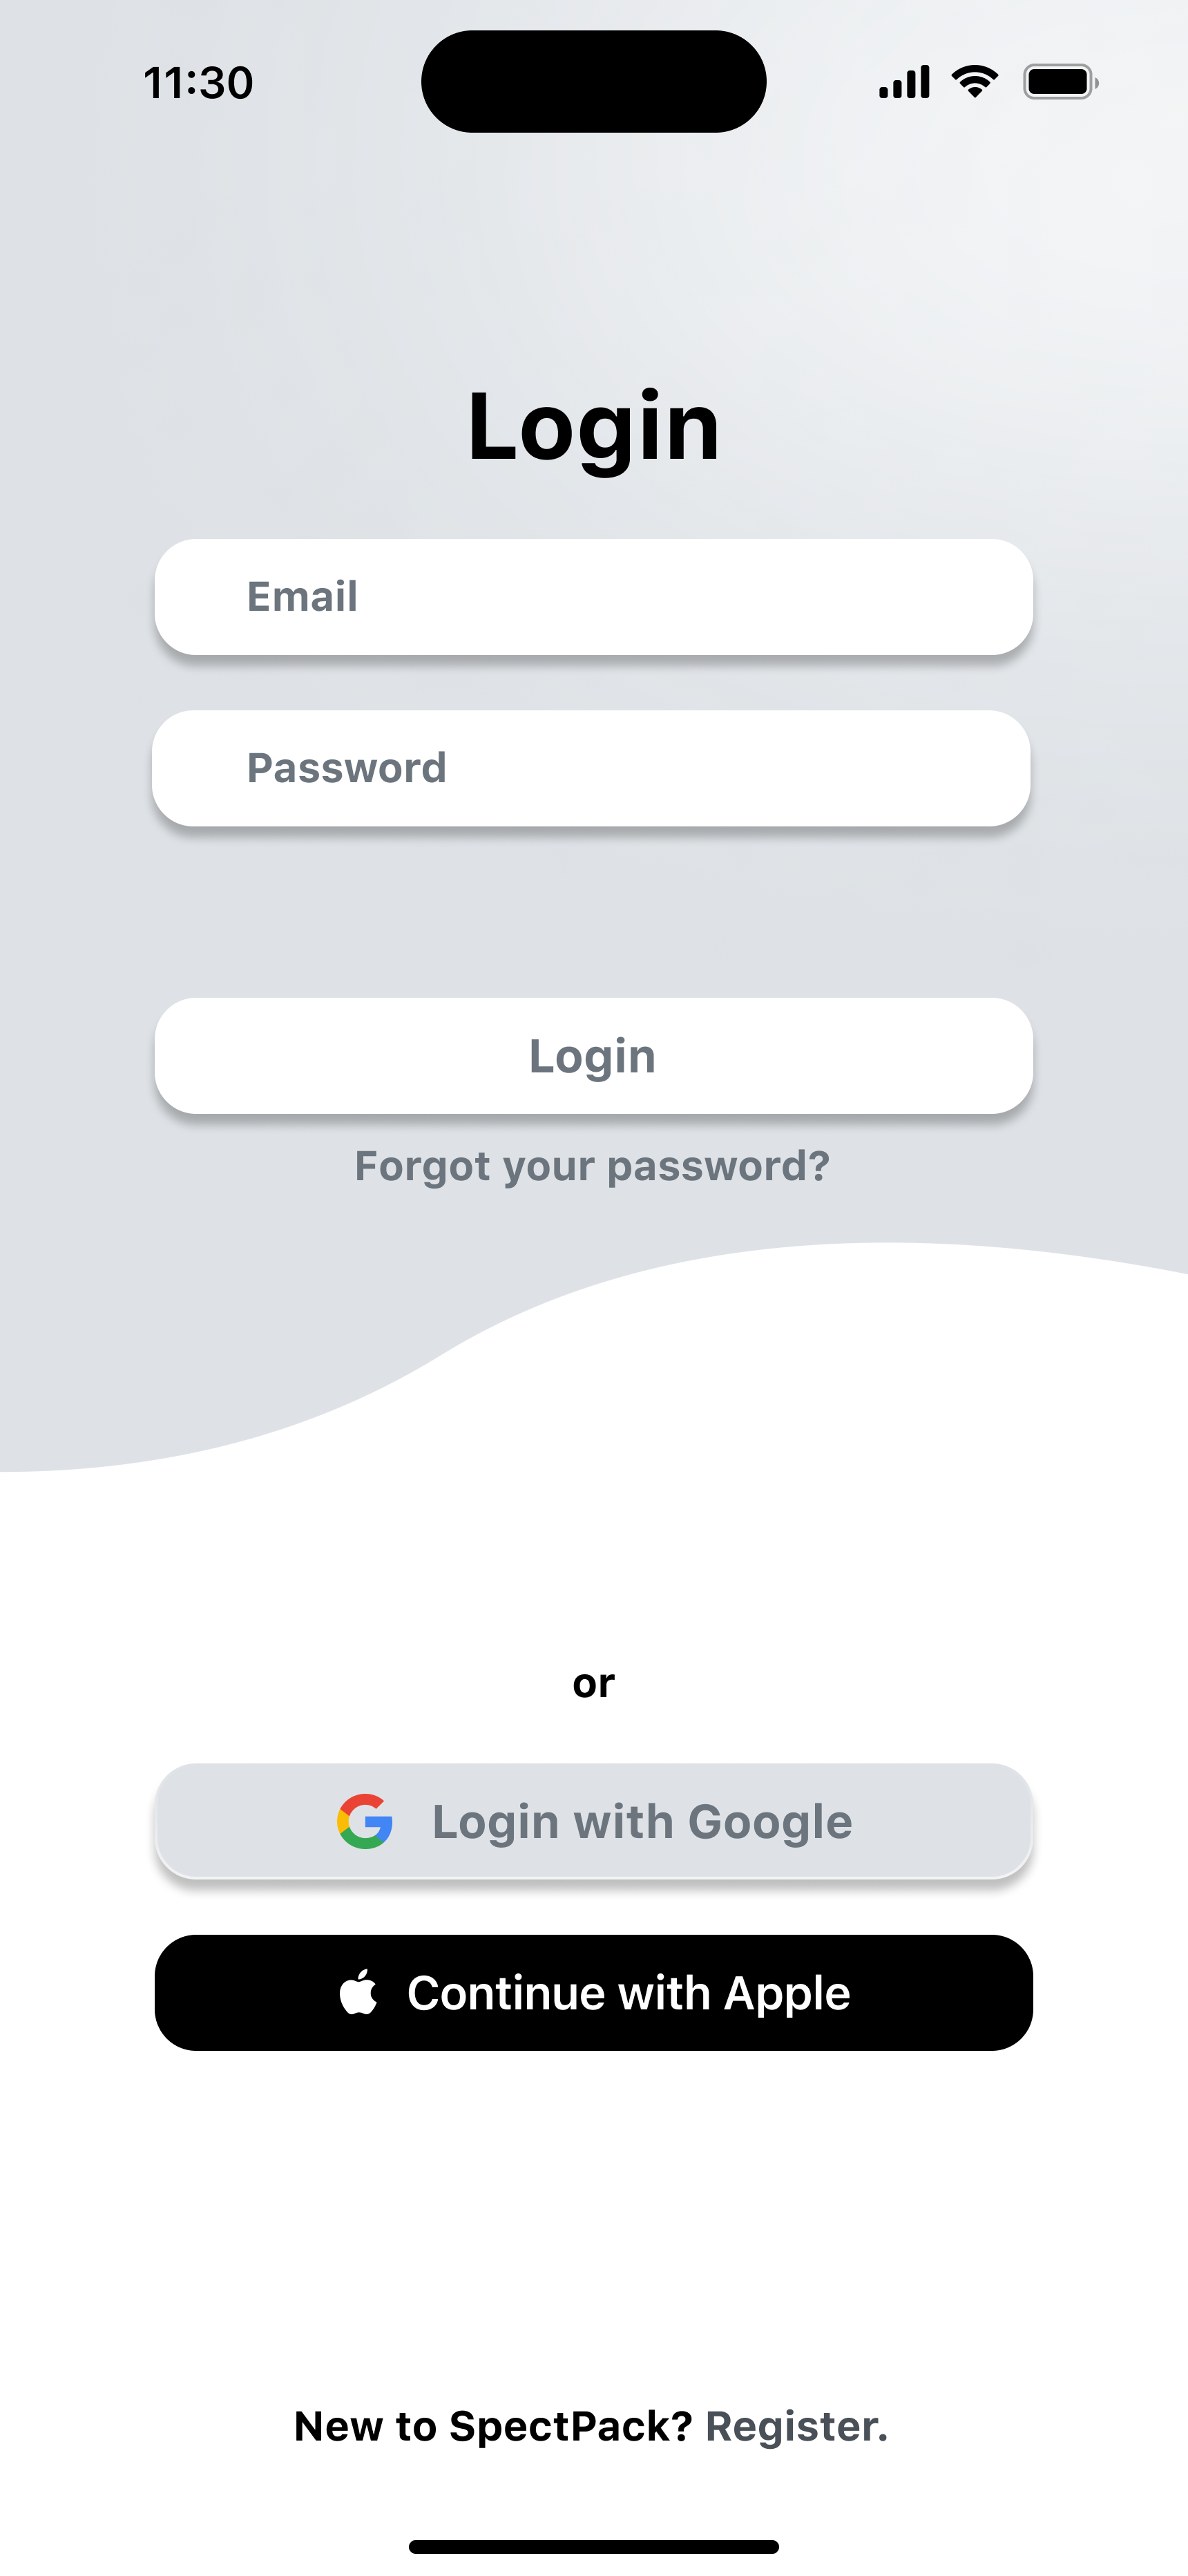 11:30
Login
Email
Password
Login
Forgot your password?
or
Login with Google
Continue with Apple
New to SpectPack? Register.